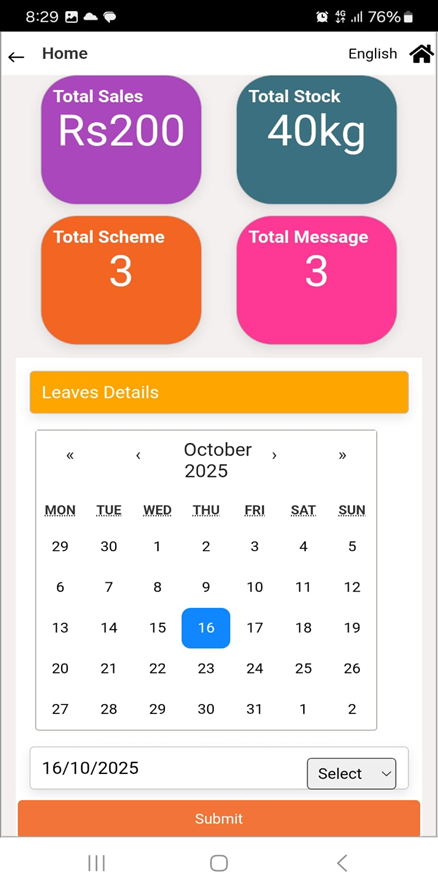 8:29 4G 76%
← Home English
Total Sales Total Stock
Rs200 40kg
Total Scheme Total Message
3 3
Leaves Details
« ‹ October 2025 › »
MON TUE WED THU FRI SAT SUN
29 30 1 2 3 4 5
6 7 8 9 10 11 12
13 14 15 16 17 18 19
20 21 22 23 24 25 26
27 28 29 30 31 1 2
16/10/2025 Select
Submit